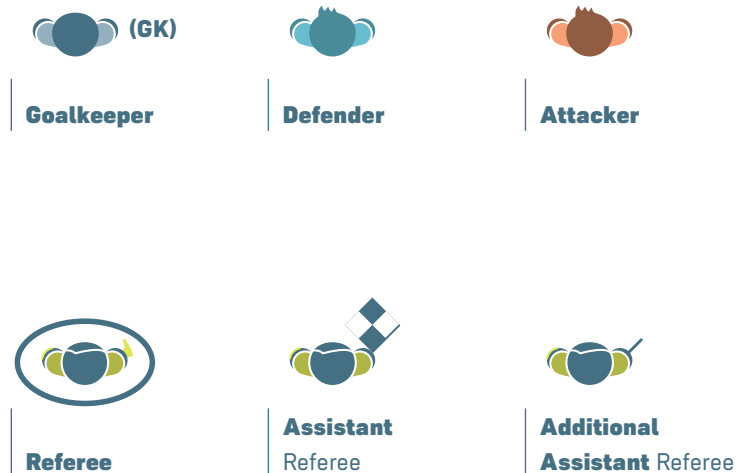 (GK)
Goalkeeper
Defender
Attacker
Referee
Assistant
Referee
Additional
Assistant Referee